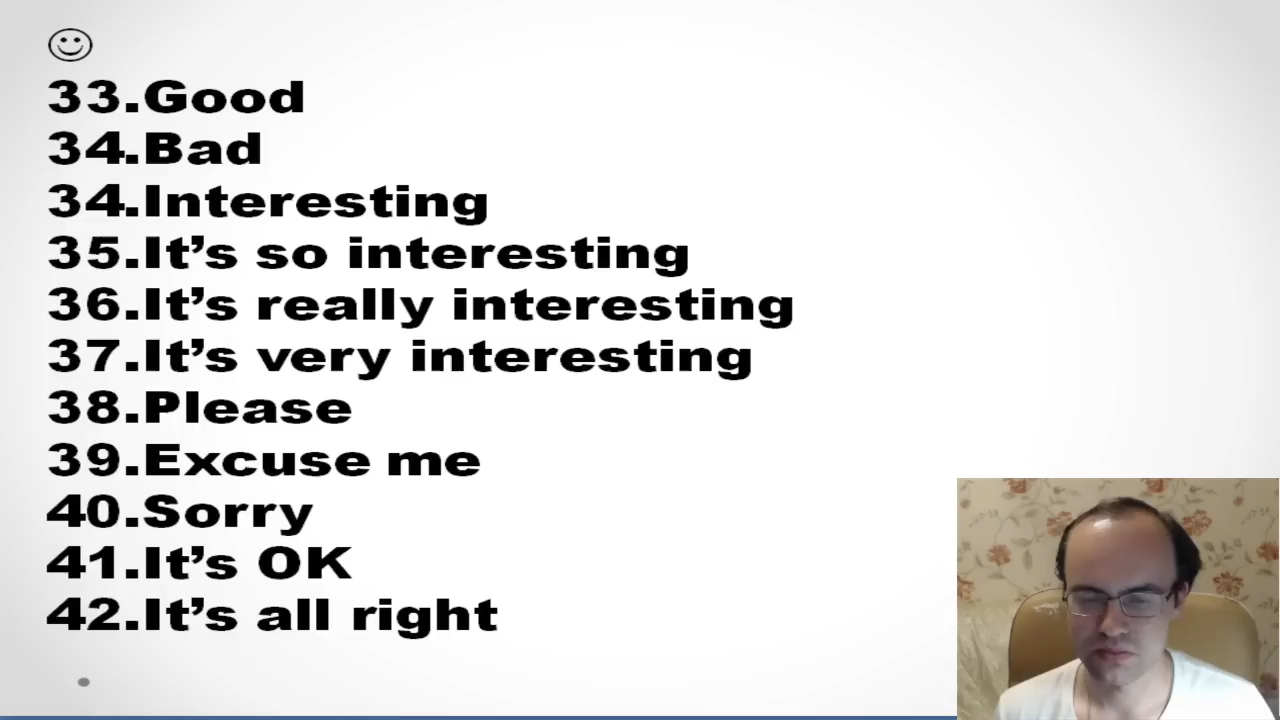 33.Good
34.Bad
34.Interesting
35.It’s so interesting
36.It’s really interesting
37.It’s very interesting
38.Please
39.Excuse me
40.Sorry
41.It’s OK
42.It’s all right